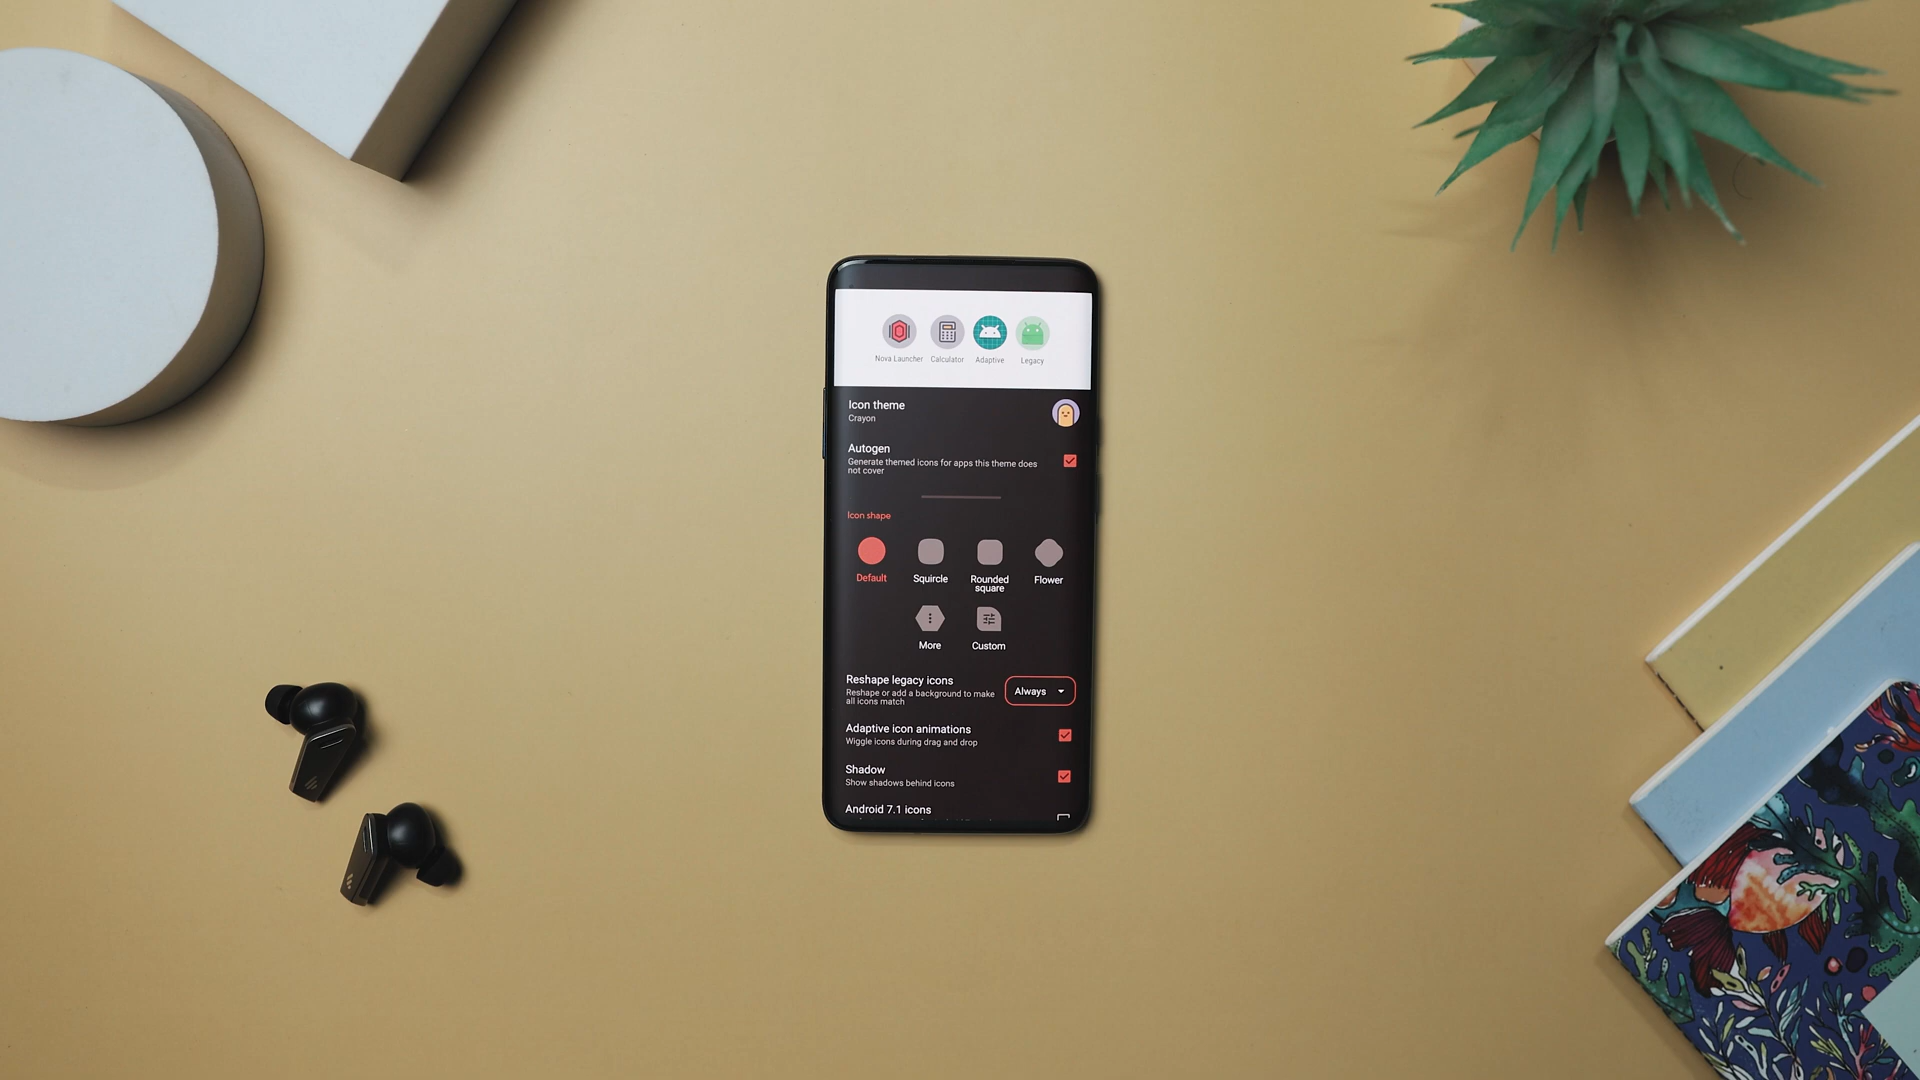 Nova Launcher Calculator Adaptive Legacy
Icon theme
Crayon
Autogen
Generate themed icons for apps this theme does
not cover
Icon shape
Default Squircle Rounded square Flower
More Custom
Reshape legacy icons
Reshape or add a background to make
all icons match
Always
Adaptive icon animations
Wiggle icons during drag and drop
Shadow
Show shadows behind icons
Android 7.1 icons